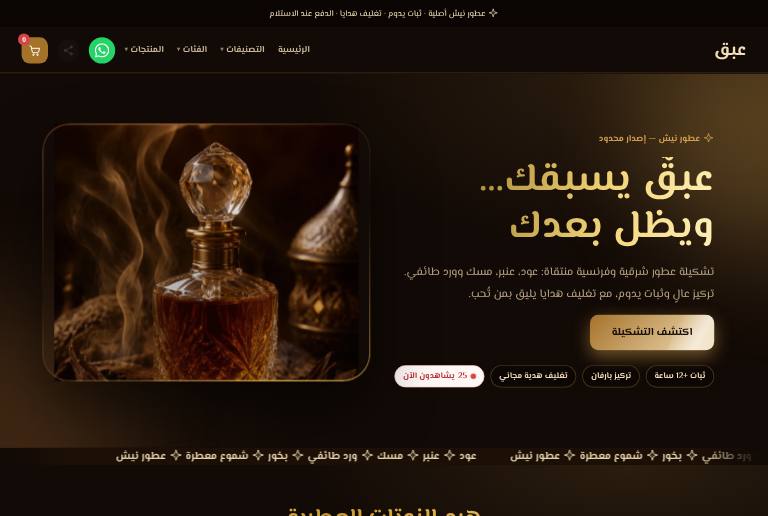 عطور نيش أصلية · ثبات يدوم · تغليف هدايا · الدفع عند الاستلام
عبق
الرئيسية
التصنيفات
الفئات
المنتجات
0
عطور نيش — إصدار محدود
عبقٌ يسبقك...
ويظل بعدك
تشكيلة عطور شرقية وفرنسية منتقاة: عود، عنبر، مسك وورد طائفي.
تركيز عالٍ وثبات يدوم، مع تغليف هدايا يليق بمن تُحب.
اكتشف التشكيلة
ثبات +12 ساعة
تركيز بارفان
تغليف هدية مجاني
25 يشاهدون الآن
ورد طائفي ✧ بخور ✧ شموع معطرة ✧ عطور نيش
عود ✧ عنبر ✧ مسك ✧ ورد طائفي ✧ بخور ✧ شموع معطرة ✧ عطور نيش